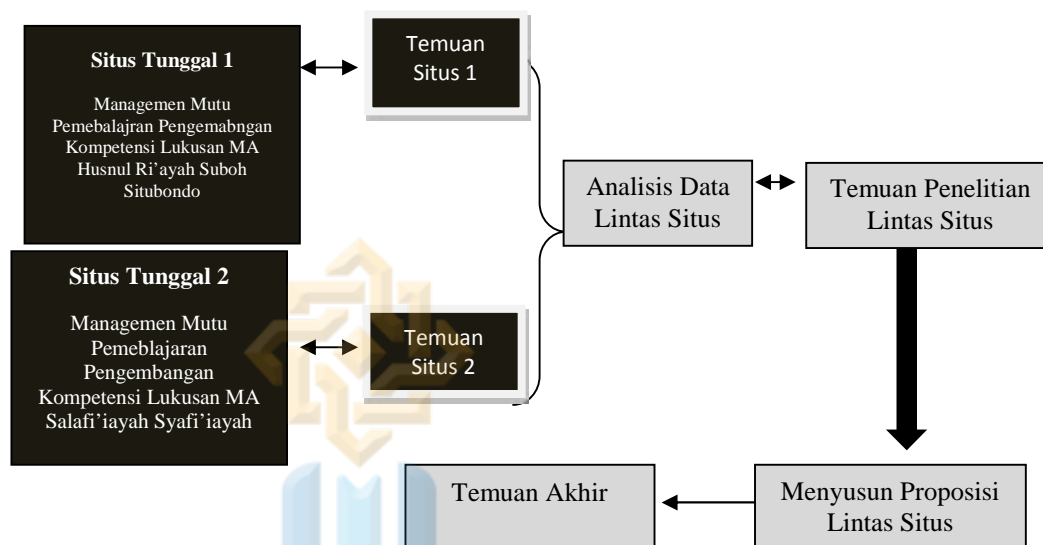 Situs Tunggal 1
Managemen Mutu
Pemebalajran Pengemabngan
Kompetensi Lukusan MA
Husnul Ri’ayah Suboh
Situbondo
Temuan
Situs 1
Situs Tunggal 2
Managemen Mutu
Pemeblajaran
Pengembangan
Kompetensi Lukusan MA
Salafi’iayah Syafi’iayah
Temuan
Situs 2
Analisis Data
Lintas Situs
Temuan Penelitian
Lintas Situs
Menyusun Proposisi
Lintas Situs
Temuan Akhir